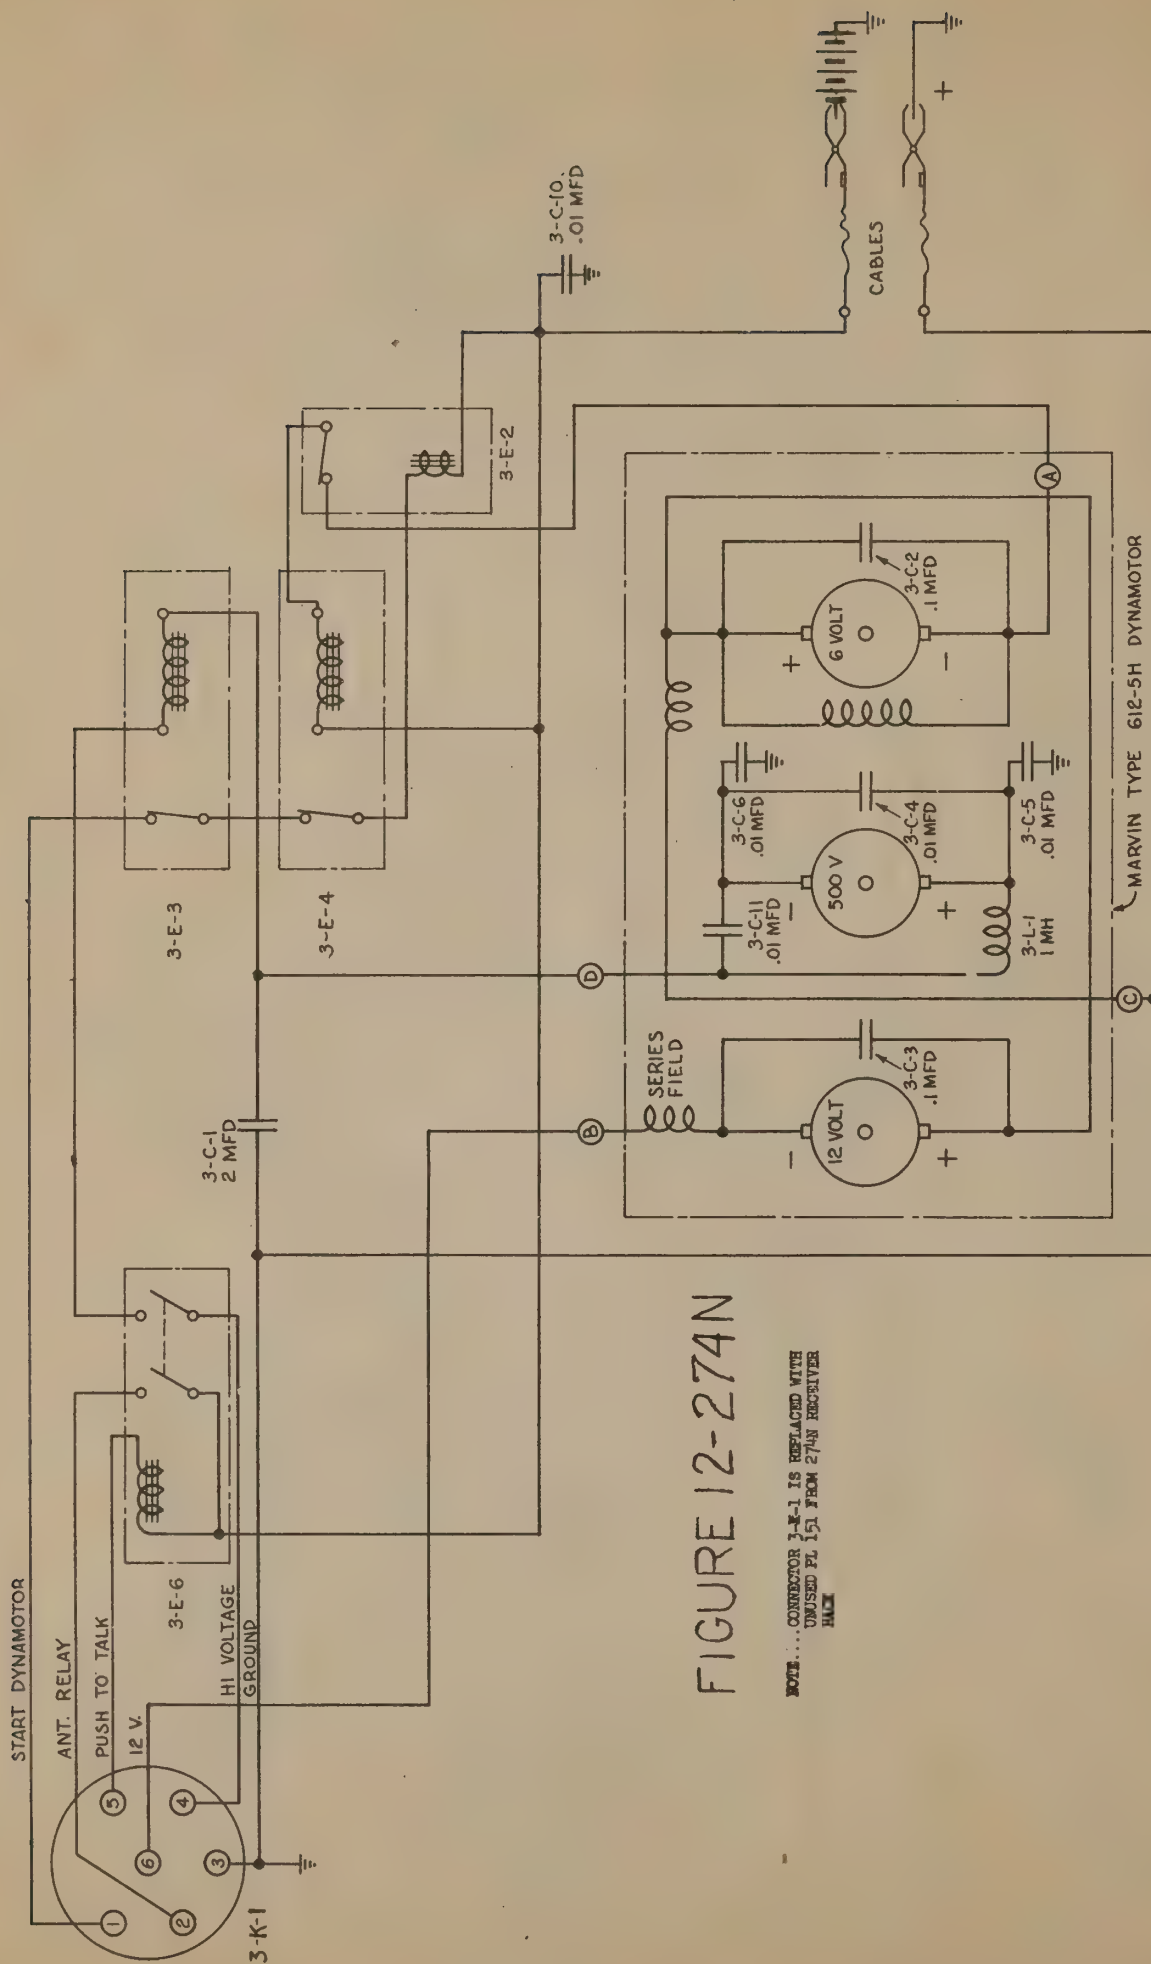 START DYNAMOTOR
ANT. RELAY
PUSH TO TALK
12 V.
HI VOLTAGE
GROUND
1
2
3
4
5
6
3-K-1
3-E-6
3-C-1
2 MFD
3-E-3
3-E-4
3-E-2
3-C-10.
.01 MFD
CABLES
+
B
D
A
C
SERIES
FIELD
12 VOLT
-
+
3-C-3
.1 MFD
3-C-11
.01 MFD
500 V
-
+
3-C-6
.01 MFD
3-C-4
.01 MFD
3-C-5
.01 MFD
3-L-1
1 MH
6 VOLT
+
-
3-C-2
.1 MFD
MARVIN TYPE 612-5H DYNAMOTOR
FIGURE 12-274N
NOTE....CONNECTOR 3-K-1 IS REPLACED WITH
UNUSED PL 151 FROM 274N RECEIVER
RACK